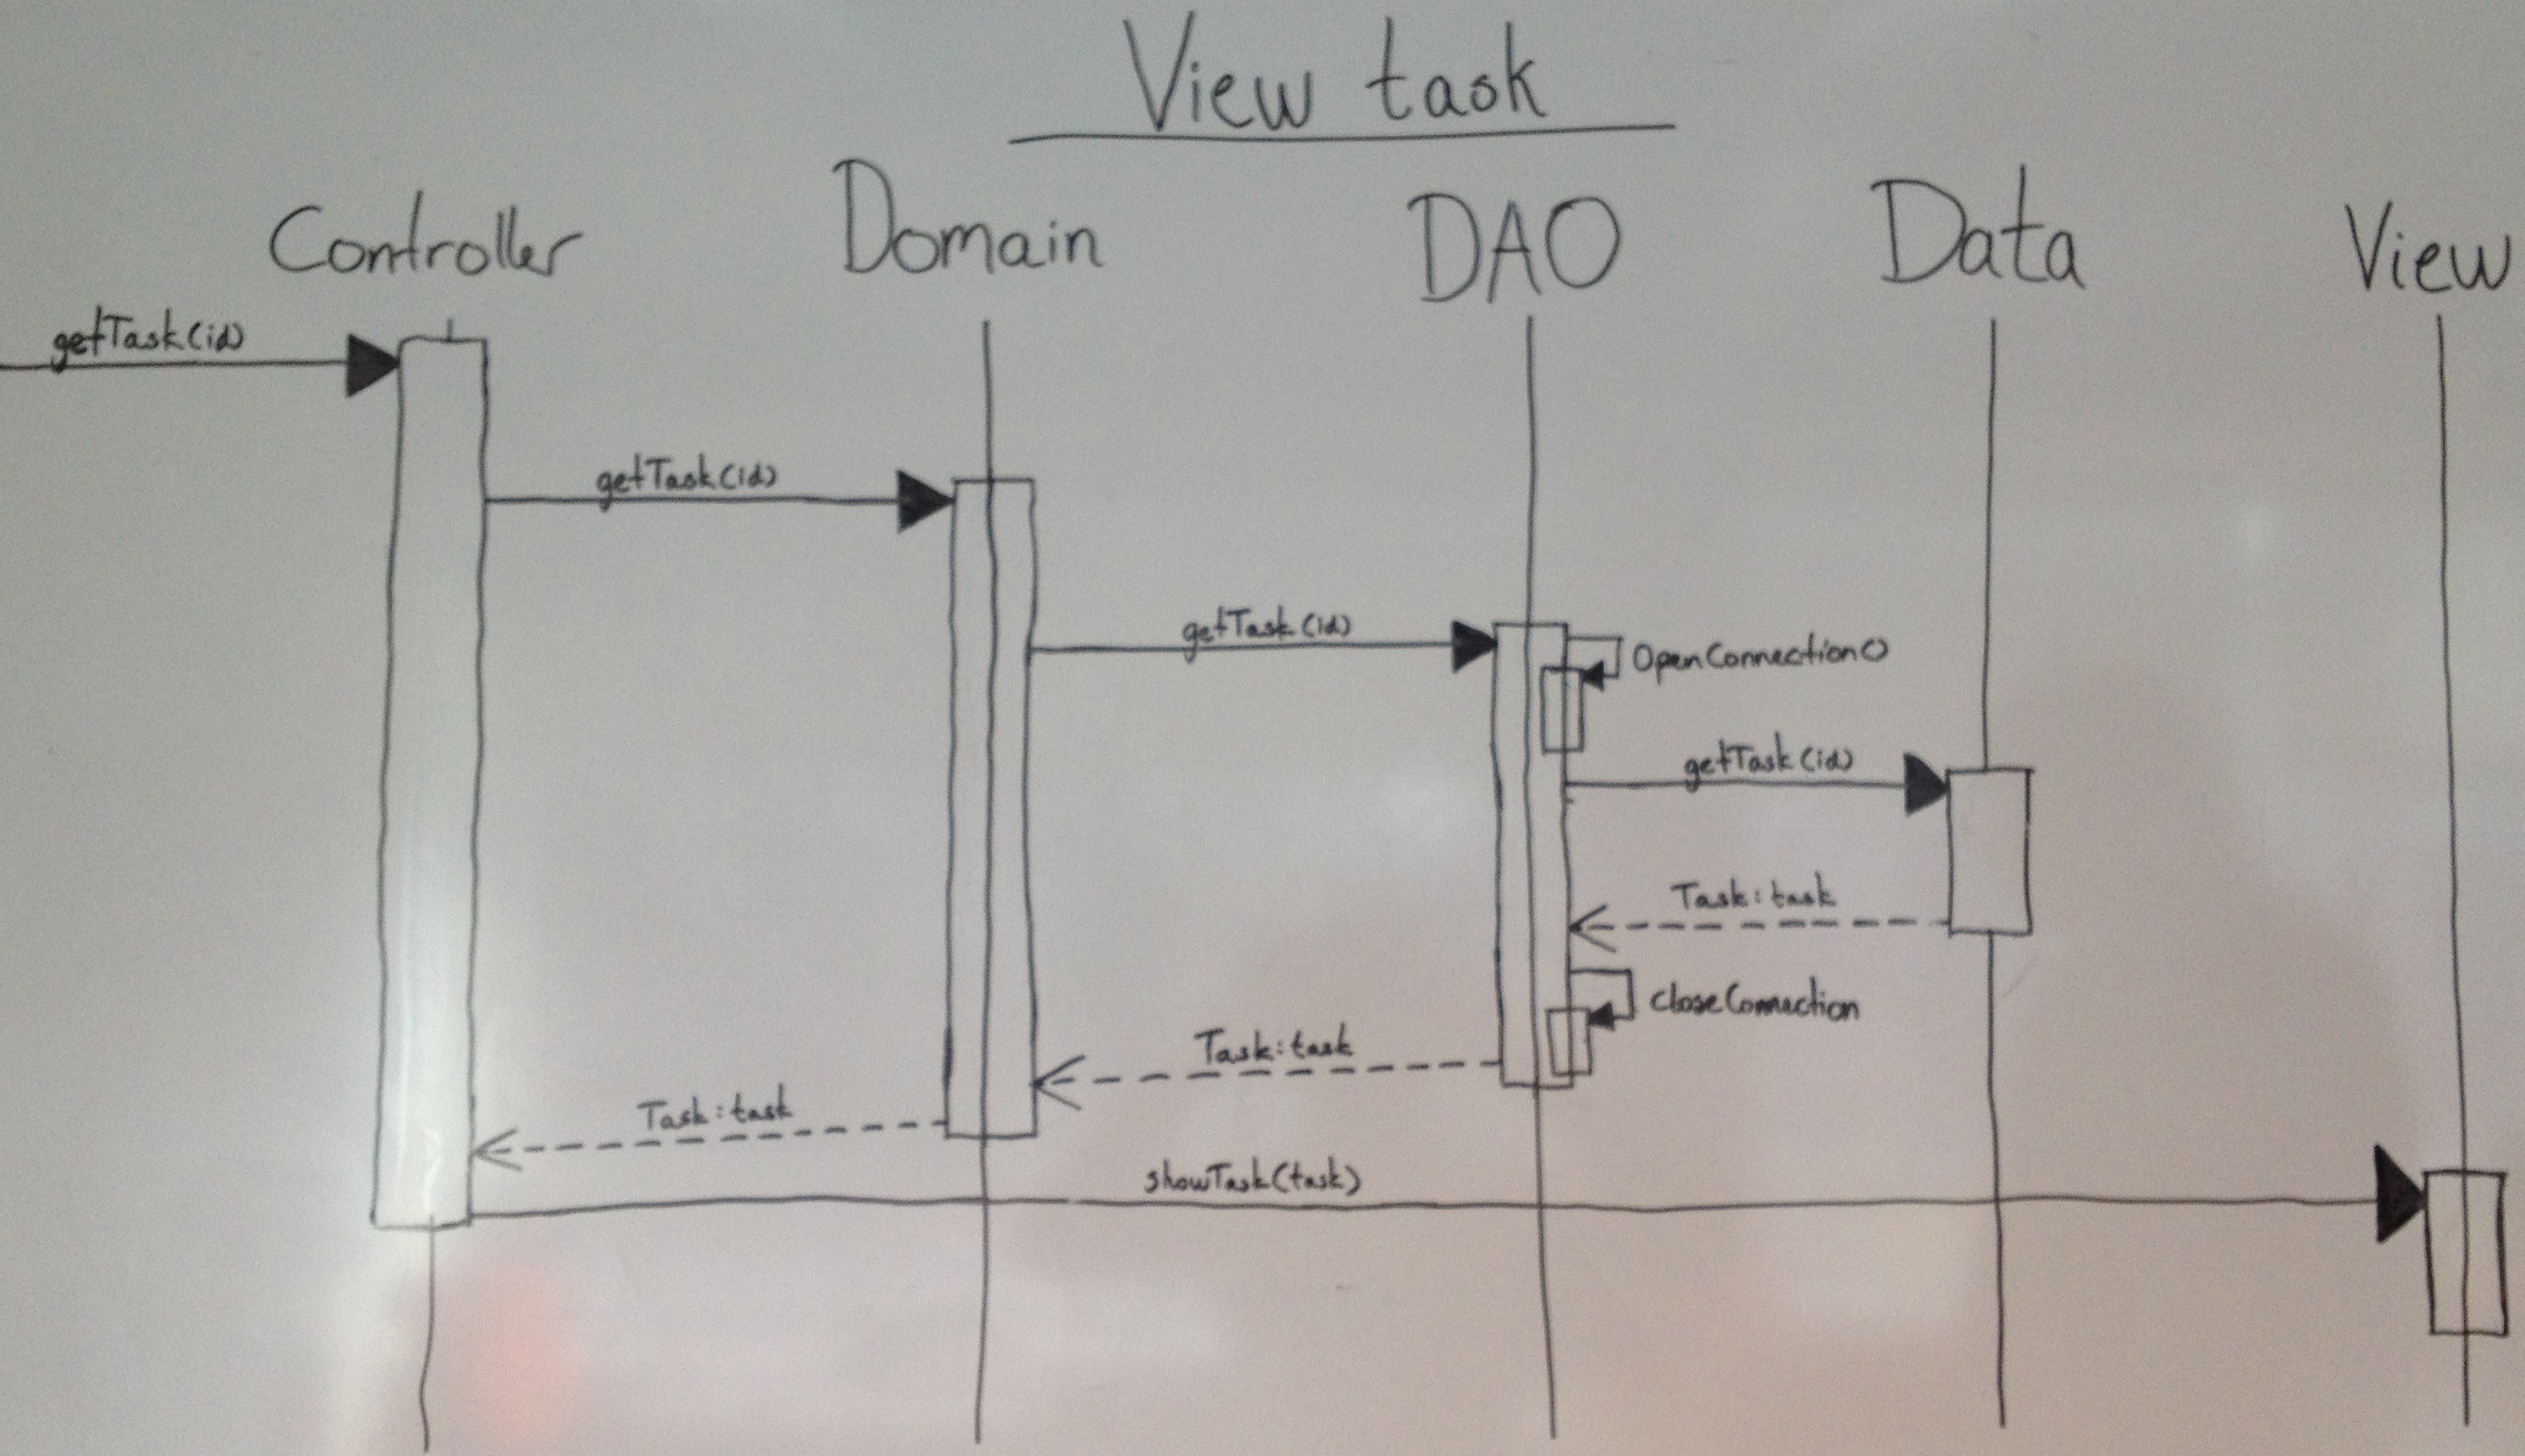 View task
Controller Domain DAO Data View
getTask(id)
getTask(id)
getTask(id)
OpenConnection()
getTask(id)
Task:task
closeConnection
Task:task
Task:task
showTask(task)